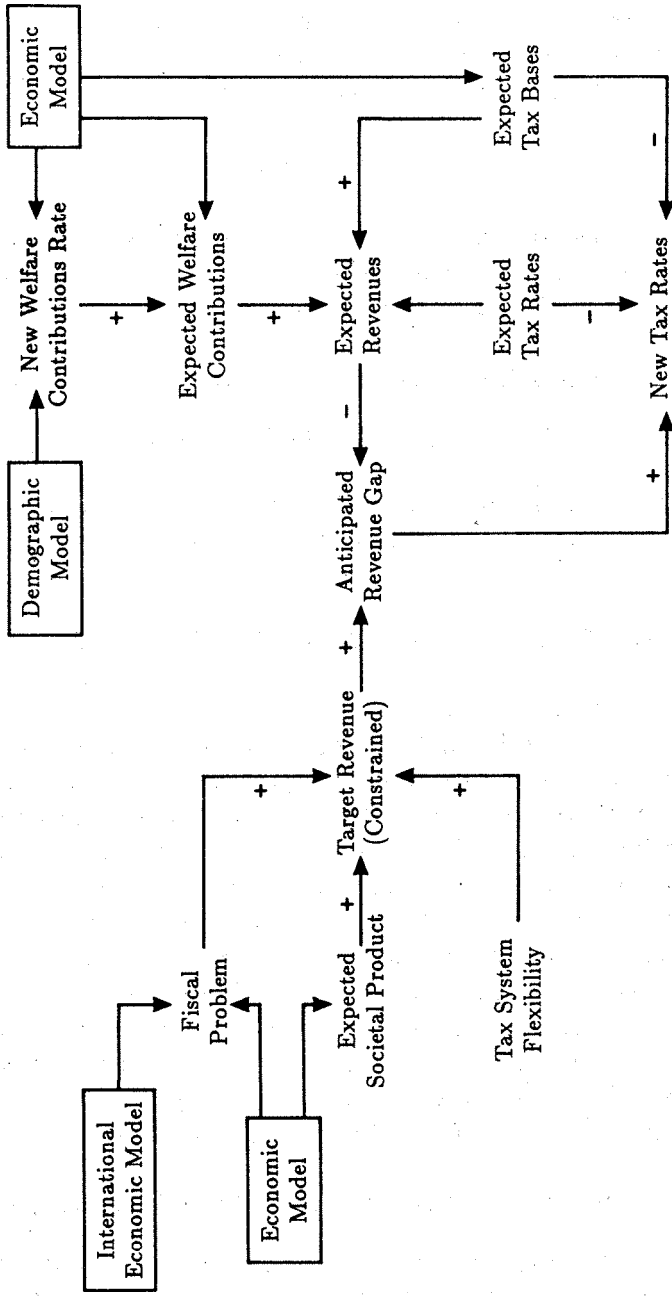 International
Economic Model
Demographic
Model
New Welfare
Contributions Rate
Economic
Model
+
Fiscal
Problem
Expected Welfare
Contributions
Economic
Model
+
+
Expected
Societal Product
+
Target Revenue
(Constrained)
+
Anticipated
Revenue Gap
−
Expected
Revenues
+
+
Tax System
Flexibility
Expected
Tax Rates
Expected
Tax Bases
−
+
New Tax Rates
−